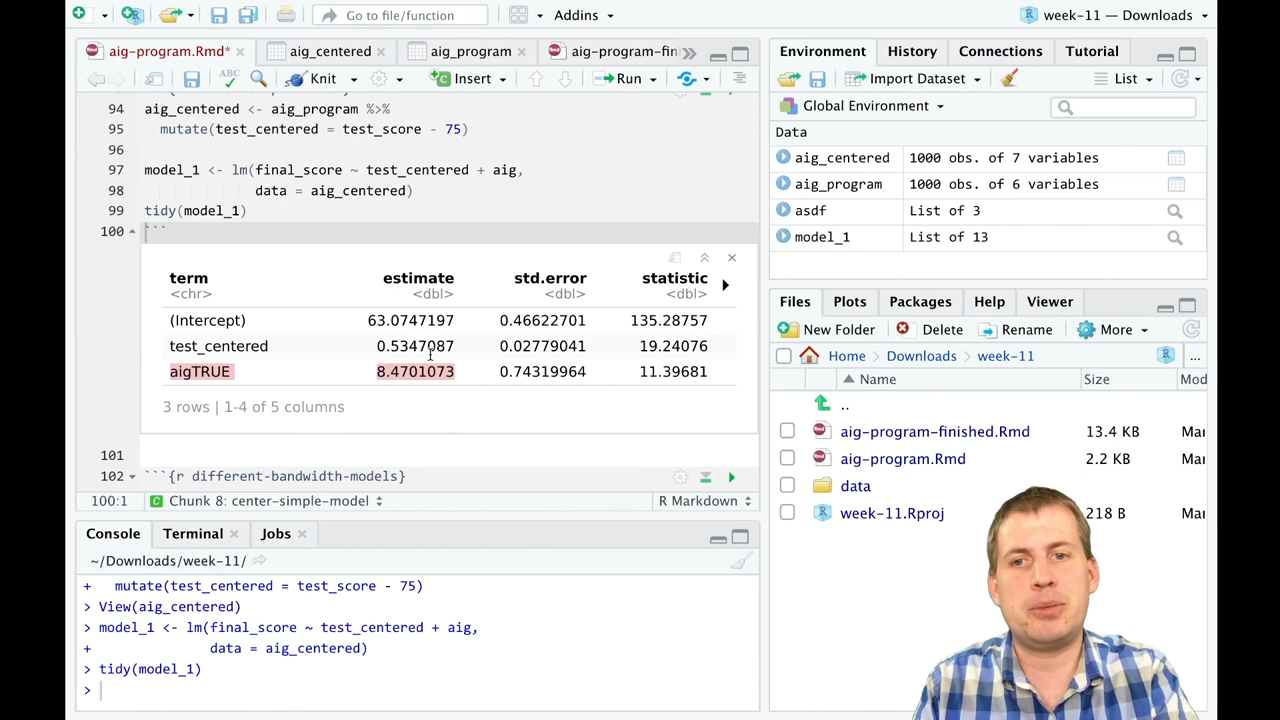 Go to file/function
Addins
week-11 — Downloads
aig-program.Rmd*
aig_centered
aig_program
aig-program-fin
Knit
Insert
Run
94 aig_centered <- aig_program %>%
95 mutate(test_centered = test_score - 75)
96
97 model_1 <- lm(final_score ~ test_centered + aig,
98 data = aig_centered)
99 tidy(model_1)
100 ```
term estimate std.error statistic
<chr> <dbl> <dbl> <dbl>
(Intercept) 63.0747197 0.46622701 135.28757
test_centered 0.5347087 0.02779041 19.24076
aigTRUE 8.4701073 0.74319964 11.39681
3 rows | 1-4 of 5 columns
101
102 ```{r different-bandwidth-models}
100:1 Chunk 8: center-simple-model R Markdown
Console Terminal Jobs
~/Downloads/week-11/
+ mutate(test_centered = test_score - 75)
> View(aig_centered)
> model_1 <- lm(final_score ~ test_centered + aig,
+ data = aig_centered)
> tidy(model_1)
>
Environment History Connections Tutorial
Import Dataset List
Global Environment
Data
aig_centered 1000 obs. of 7 variables
aig_program 1000 obs. of 6 variables
asdf List of 3
model_1 List of 13
Files Plots Packages Help Viewer
New Folder Delete Rename More
Home Downloads week-11 ...
Name Size Mod
..
aig-program-finished.Rmd 13.4 KB Mar
aig-program.Rmd 2.2 KB Mar
data
week-11.Rproj 218 B Mar